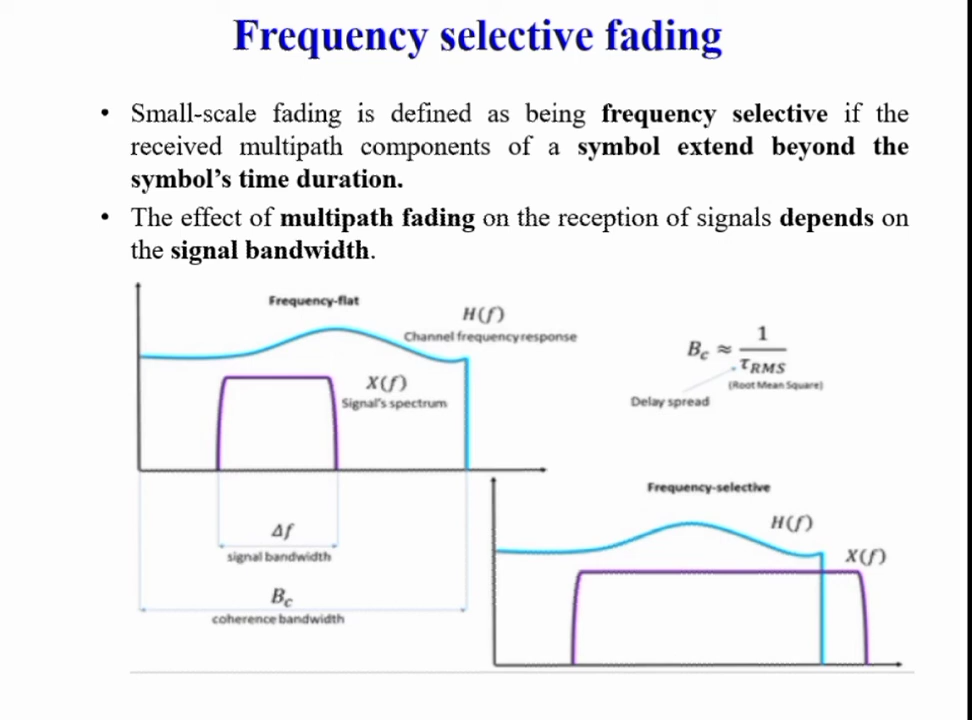 Frequency selective fading
• Small-scale fading is defined as being frequency selective if the
received multipath components of a symbol extend beyond the
symbol's time duration.
• The effect of multipath fading on the reception of signals depends on
the signal bandwidth.
Frequency-flat
H(f)
Channel frequency response
X(f)
Signal's spectrum
B_c ≈ 1/τ_RMS
(Root Mean Square)
Delay spread
Δf
signal bandwidth
B_c
coherence bandwidth
Frequency-selective
H(f)
X(f)